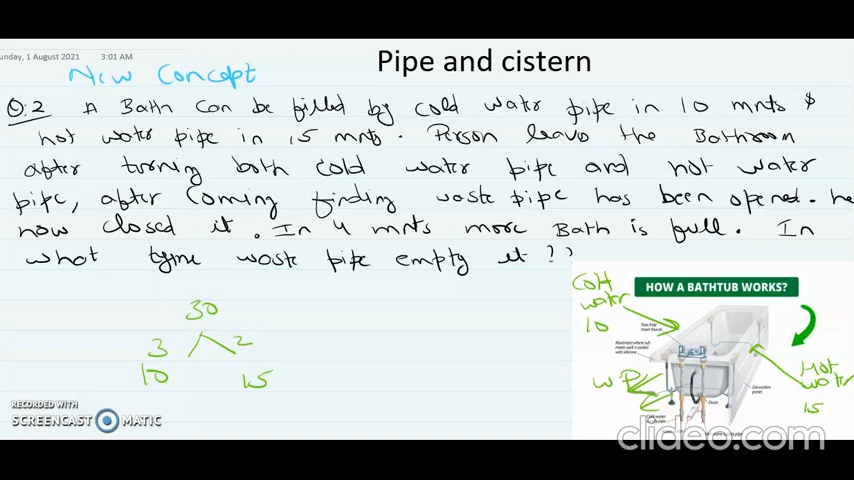 unday, 1 August 2021 3:01 AM
Pipe and cistern
New Concept
Q:2 A Bath can be filled by cold water pipe in 10 mnts &
hot water pipe in 15 mnts. Person leave the Bathroom
after turning both cold water pipe and hot water
pipe, after coming finding waste pipe has been opened. he
now closed it. In 4 mnts more Bath is full. In
what tyme waste pipe empty it ??
HOW A BATHTUB WORKS?
Cold
water
10
30
3 2
10 15
W.P
Hot
water
15
Drain
RECORDED WITH
SCREENCAST MATIC
clideo.com